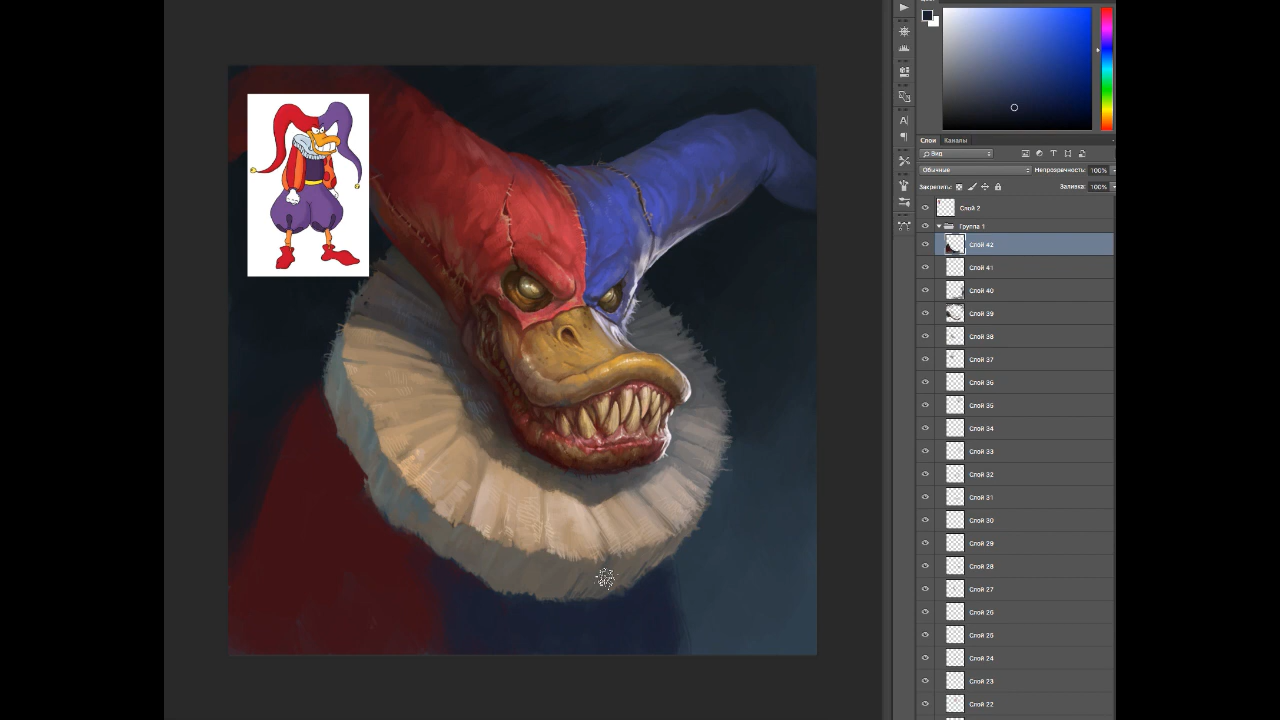 Слои
Каналы
Вид
Обычные
Непрозрачность: 100%
Закрепить:
Заливка: 100%
Слой 2
Группа 1
Слой 42
Слой 41
Слой 40
Слой 39
Слой 38
Слой 37
Слой 36
Слой 35
Слой 34
Слой 33
Слой 32
Слой 31
Слой 30
Слой 29
Слой 28
Слой 27
Слой 26
Слой 25
Слой 24
Слой 23
Слой 22